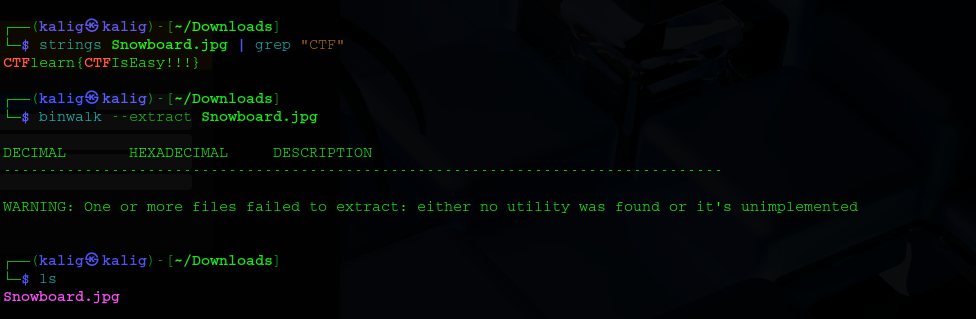 ┌──(kalig㉿kalig)-[~/Downloads]
└─$ strings Snowboard.jpg | grep "CTF"
CTFlearn{CTFIsEasy!!!}
┌──(kalig㉿kalig)-[~/Downloads]
└─$ binwalk --extract Snowboard.jpg
DECIMAL       HEXADECIMAL     DESCRIPTION
--------------------------------------------------------------------------------
WARNING: One or more files failed to extract: either no utility was found or it's unimplemented
┌──(kalig㉿kalig)-[~/Downloads]
└─$ ls
Snowboard.jpg